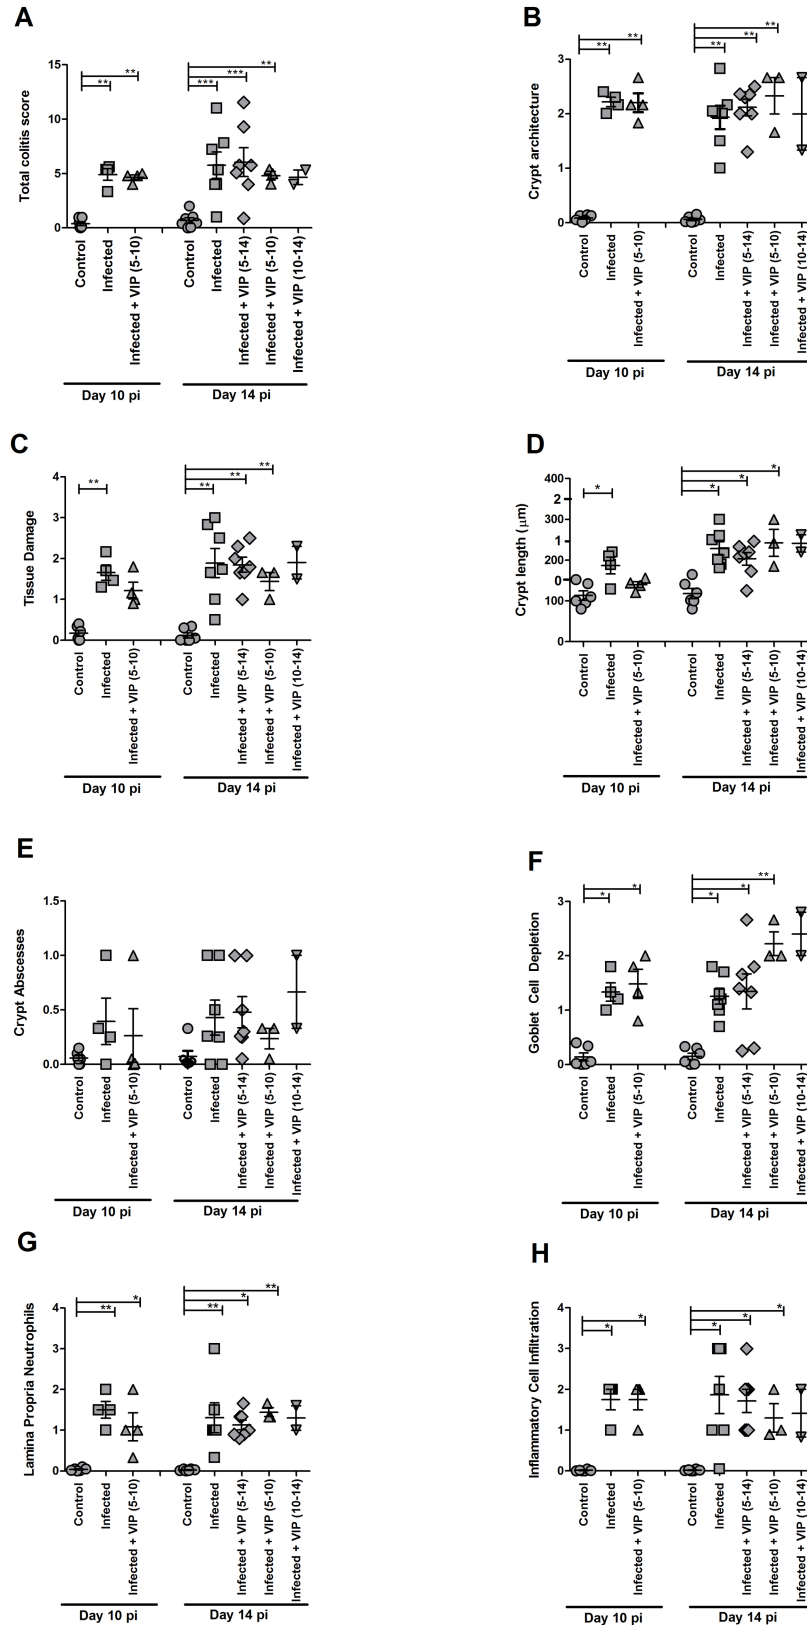 A
Total colitis score
15
10
5
0
**
**
***
***
**
Control
Infected
Infected + VIP (5-10)
Control
Infected
Infected + VIP (5-14)
Infected + VIP (5-10)
Infected + VIP (10-14)
Day 10 pi
Day 14 pi
B
Crypt architecture
3
2
1
0
**
**
**
**
**
Control
Infected
Infected + VIP (5-10)
Control
Infected
Infected + VIP (5-14)
Infected + VIP (5-10)
Infected + VIP (10-14)
Day 10 pi
Day 14 pi
C
Tissue Damage
4
3
2
1
0
**
**
**
**
Control
Infected
Infected + VIP (5-10)
Control
Infected
Infected + VIP (5-14)
Infected + VIP (5-10)
Infected + VIP (10-14)
Day 10 pi
Day 14 pi
D
Crypt length (μm)
400
2
300
1
200
0
100
0
*
*
*
*
Control
Infected
Infected + VIP (5-10)
Control
Infected
Infected + VIP (5-14)
Infected + VIP (5-10)
Infected + VIP (10-14)
Day 10 pi
Day 14 pi
E
Crypt Abscesses
1.5
1.0
0.5
0.0
Control
Infected
Infected + VIP (5-10)
Control
Infected
Infected + VIP (5-14)
Infected + VIP (5-10)
Infected + VIP (10-14)
Day 10 pi
Day 14 pi
F
Goblet Cell Depletion
3
2
1
0
*
*
*
*
**
Control
Infected
Infected + VIP (5-10)
Control
Infected
Infected + VIP (5-14)
Infected + VIP (5-10)
Infected + VIP (10-14)
Day 10 pi
Day 14 pi
G
Lamina Propria Neutrophils
4
3
2
1
0
**
*
**
*
**
Control
Infected
Infected + VIP (5-10)
Control
Infected
Infected + VIP (5-14)
Infected + VIP (5-10)
Infected + VIP (10-14)
Day 10 pi
Day 14 pi
H
Inflammatory Cell Infiltration
4
3
2
1
0
*
*
*
*
*
Control
Infected
Infected + VIP (5-10)
Control
Infected
Infected + VIP (5-14)
Infected + VIP (5-10)
Infected + VIP (10-14)
Day 10 pi
Day 14 pi